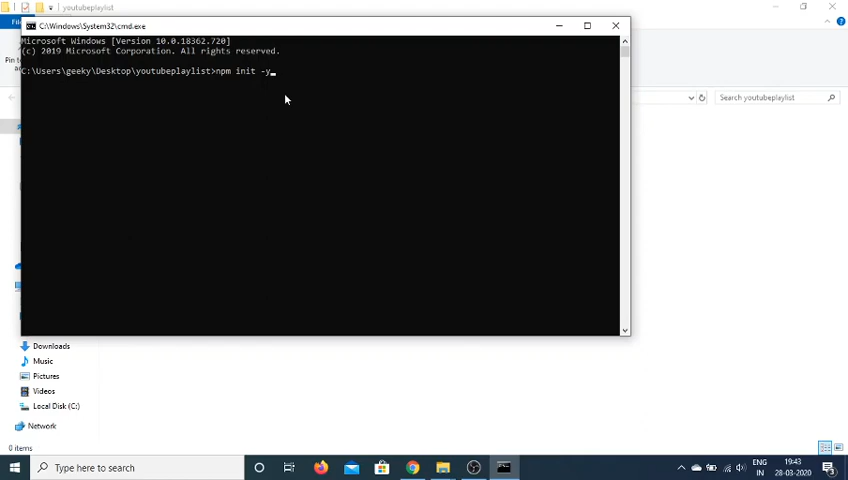 youtubeplaylist
C:\Windows\System32\cmd.exe
Microsoft Windows [Version 10.0.18362.720]
(c) 2019 Microsoft Corporation. All rights reserved.
C:\Users\geeky\Desktop\youtubeplaylist>npm init -y_
Search youtubeplaylist
Downloads
Music
Pictures
Videos
Local Disk (C:)
Network
0 items
Type here to search
ENG
IN
19:43
28-03-2020
3